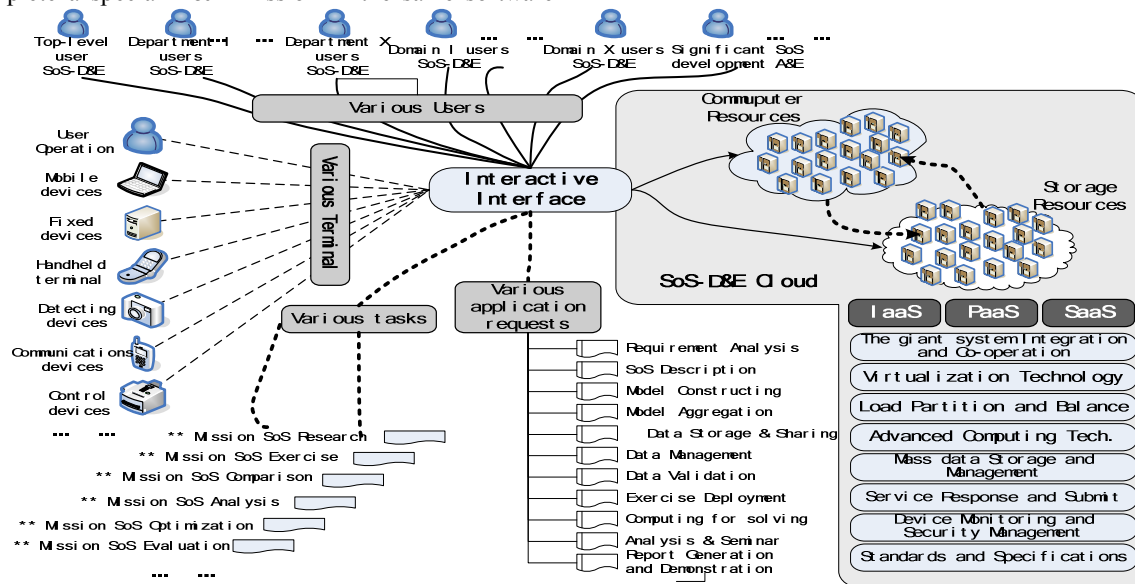 Top-level
user
SoS-D&E
Department I
users
SoS-D&E
Department X
users
SoS-D&E
Domain I users
SoS-D&E
Domain X users
SoS-D&E
Significant SoS
development A&E
Various Users
User
Operation
Mobile
devices
Fixed
devices
Handheld
terminal
Detecting
devices
Communications
devices
Control
devices
Various Terminal
Interactive
Interface
Various tasks
Various
application
requests
** Mission SoS Research
** Mission SoS Exercise
** Mission SoS Comparison
** Mission SoS Analysis
** Mission SoS Optimization
** Mission SoS Evaluation
Requirement Analysis
SoS Description
Model Constructing
Model Aggregation
Data Storage & Sharing
Data Management
Data Validation
Exercise Deployment
Computing for solving
Analysis & Seminar
Report Generation
and Demonstration
Commuputer
Resources
Storage
Resources
SoS-D&E Cloud
IaaS
PaaS
SaaS
The giant systemIntegration
and Co-operation
Virtualization Technology
Load Partition and Balance
Advanced Computing Tech.
Mass data Storage and
Management
Service Response and Submit
Device Monitoring and
Security Management
Standards and Specifications